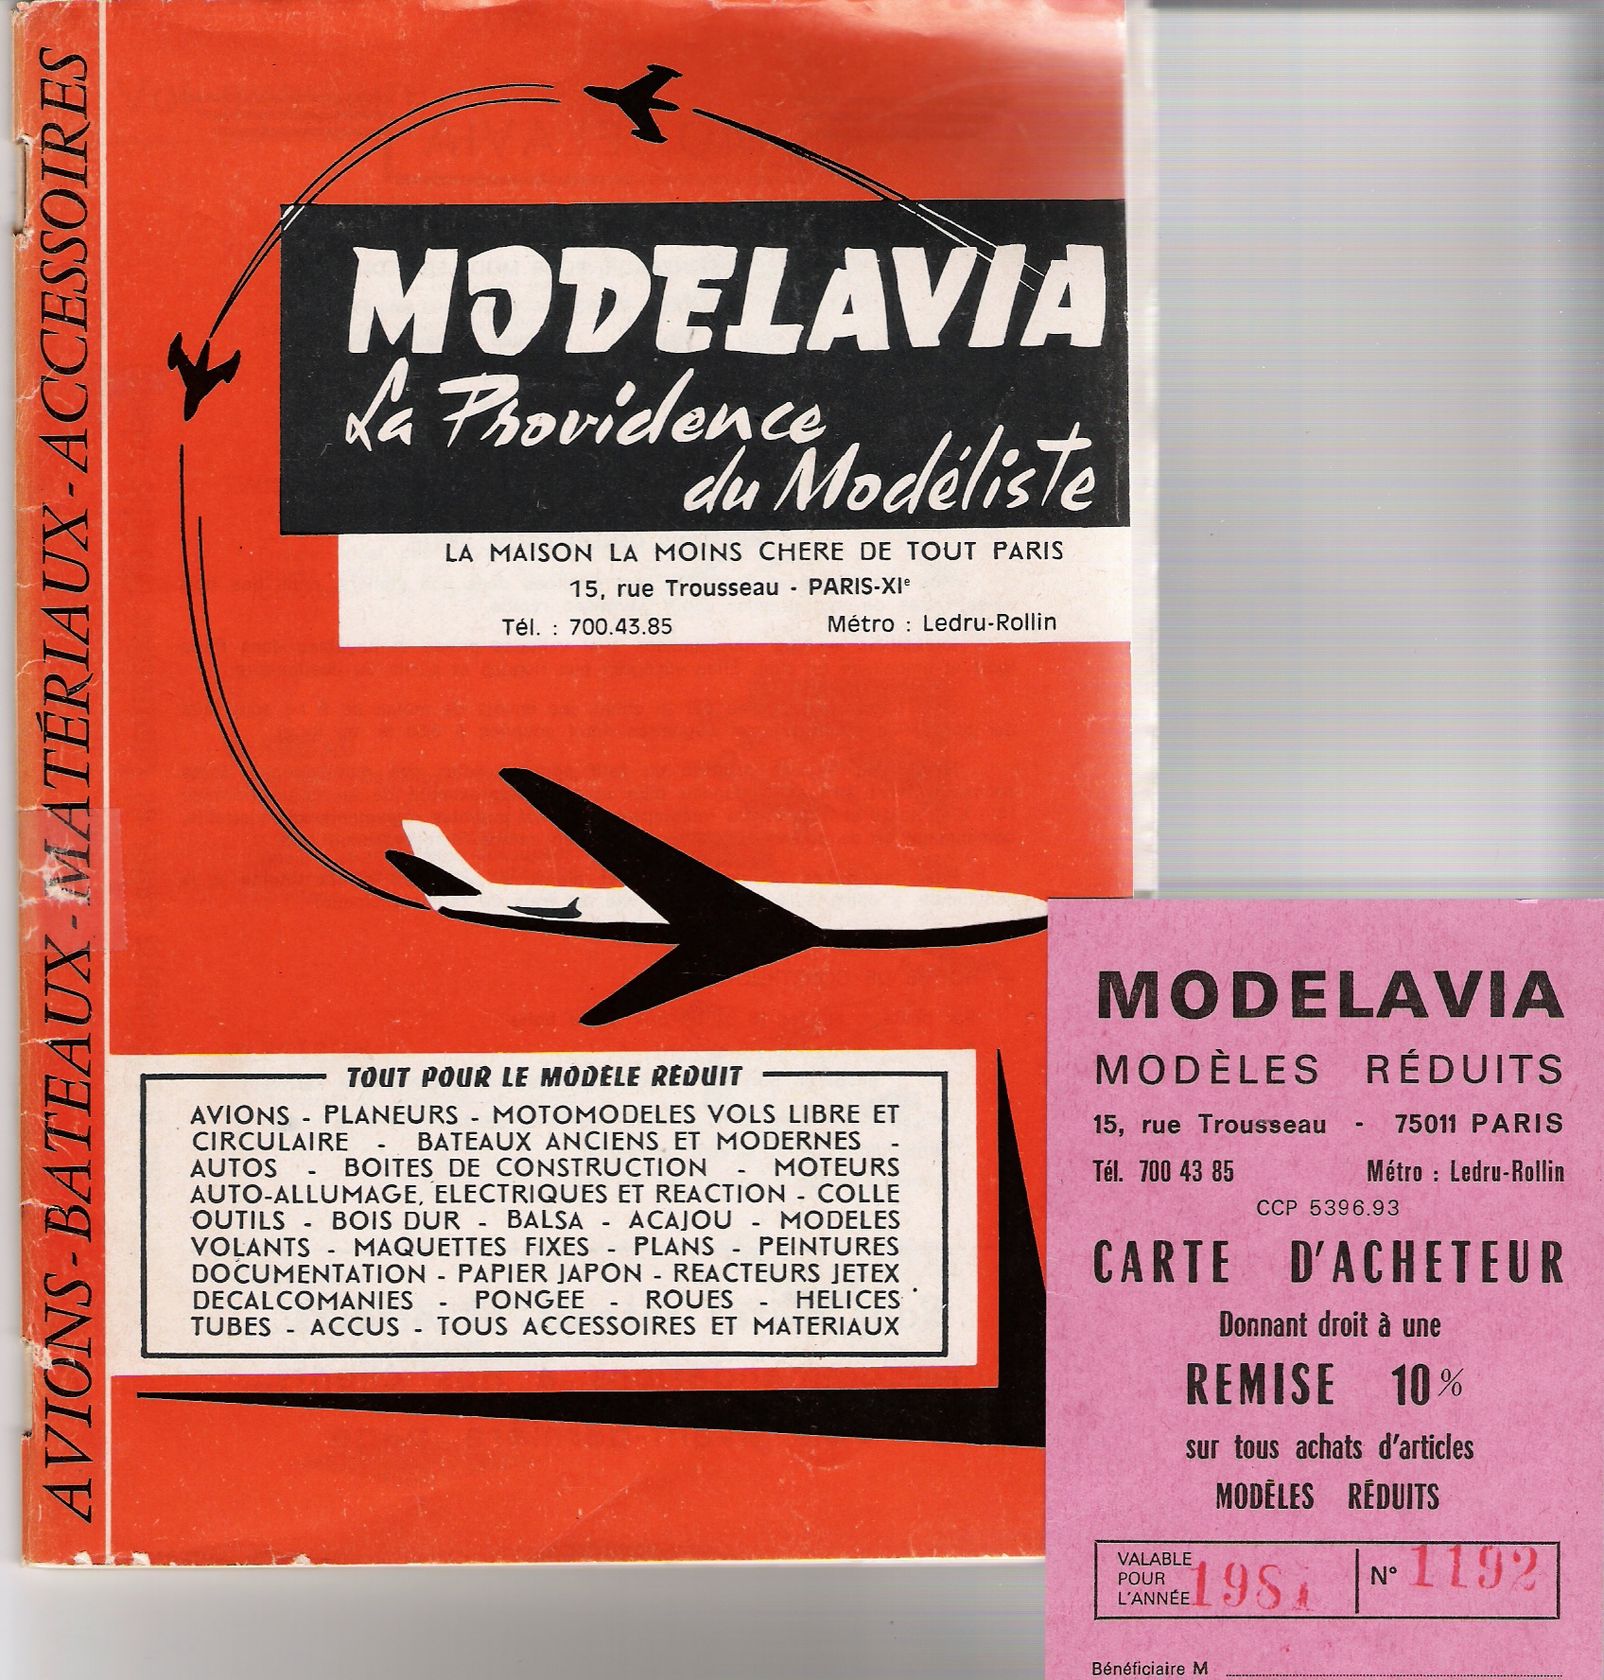 AVIONS - BATEAUX - MATÉRIAUX - ACCESSOIRES
MODELAVIA
La Providence
du Modéliste
LA MAISON LA MOINS CHERE DE TOUT PARIS
15, rue Trousseau - PARIS-XIe
Tél. : 700.43.85 Métro : Ledru-Rollin
TOUT POUR LE MODÈLE RÉDUIT
AVIONS - PLANEURS - MOTOMODELES VOLS LIBRE ET
CIRCULAIRE - BATEAUX ANCIENS ET MODERNES -
AUTOS - BOITES DE CONSTRUCTION - MOTEURS
AUTO-ALLUMAGE, ELECTRIQUES ET REACTION - COLLE
OUTILS - BOIS DUR - BALSA - ACAJOU - MODELES
VOLANTS - MAQUETTES FIXES - PLANS - PEINTURES
DOCUMENTATION - PAPIER JAPON - REACTEURS JETEX
DECALCOMANIES - PONGEE - ROUES - HELICES
TUBES - ACCUS - TOUS ACCESSOIRES ET MATERIAUX
MODELAVIA
MODÈLES RÉDUITS
15, rue Trousseau - 75011 PARIS
Tél. 700 43 85 Métro : Ledru-Rollin
CCP 5396.93
CARTE D'ACHETEUR
Donnant droit à une
REMISE 10%
sur tous achats d'articles
MODÈLES RÉDUITS
VALABLE
POUR
L'ANNÉE 1981 N° 1192
Bénéficiaire M